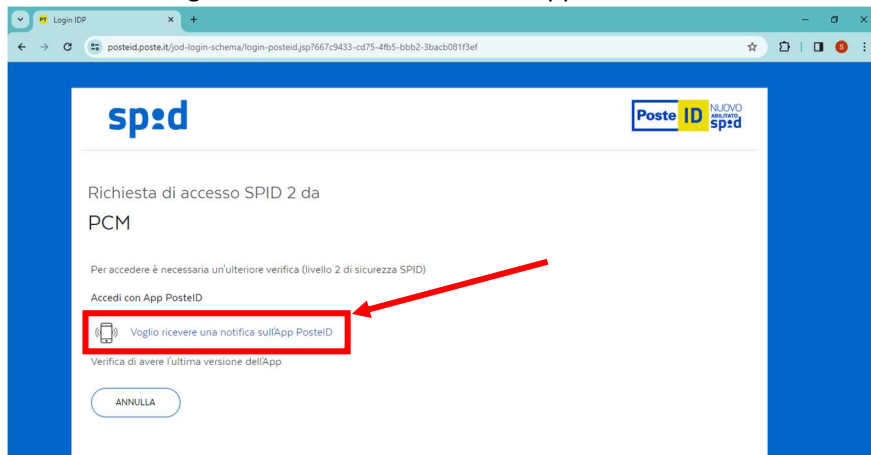 PT Login IDP
posteid.poste.it/jod-login-schema/login-posteid.jsp?667c9433-cd75-4fb5-bbb2-3bacb081f3ef
S
spid
Poste ID NUOVO
ABILITATO
spid
Richiesta di accesso SPID 2 da
PCM
Per accedere è necessaria un'ulteriore verifica (livello 2 di sicurezza SPID)
Accedi con App PosteID
Voglio ricevere una notifica sull'App PosteID
Verifica di avere l'ultima versione dell'App
ANNULLA